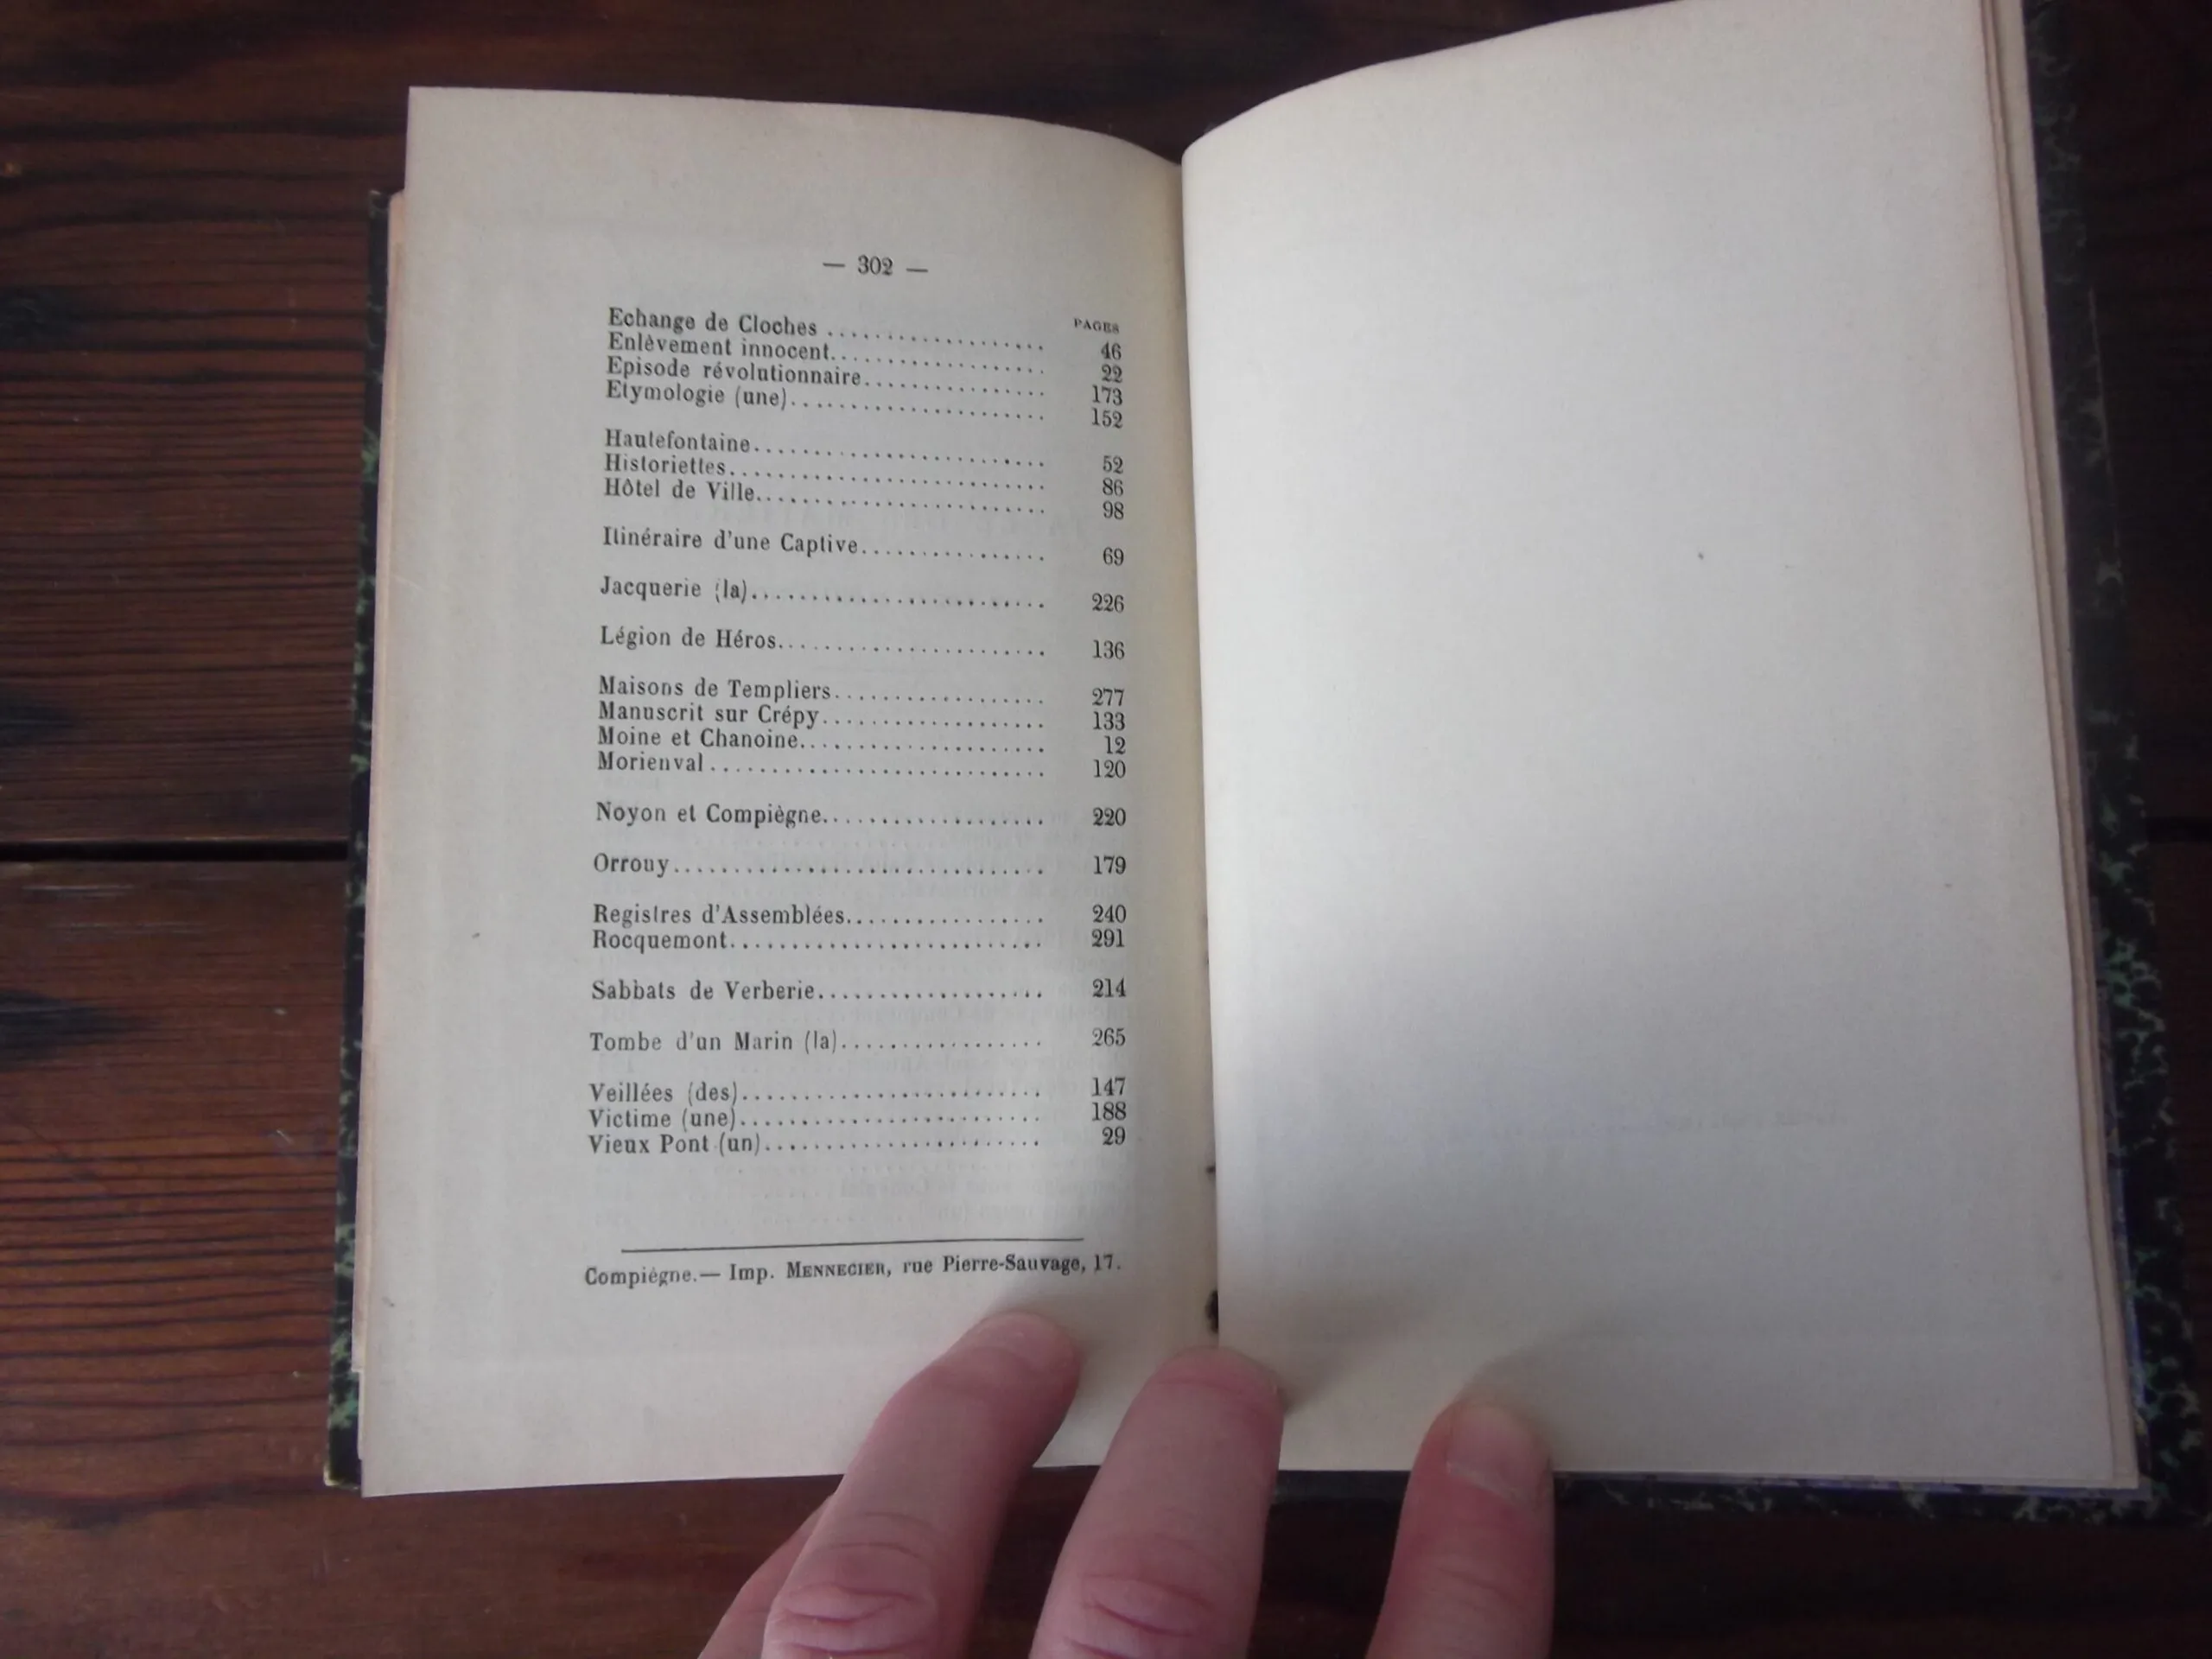 — 302 —
PAGES
Echange de Cloches .................. 46
Enlèvement innocent.................. 22
Episode révolutionnaire............... 173
Etymologie (une)..................... 152
Hautefontaine........................ 52
Historiettes.......................... 86
Hôtel de Ville........................ 98
Itinéraire d'une Captive................ 69
Jacquerie (la)......................... 226
Légion de Héros....................... 136
Maisons de Templiers.................. 277
Manuscrit sur Crépy................... 133
Moine et Chanoine.................... 12
Morienval ............................ 120
Noyon et Compiègne................... 220
Orrouy............................... 179
Registres d'Assemblées................. 240
Rocquemont.......................... 291
Sabbats de Verberie................... 214
Tombe d'un Marin (la)................. 265
Veillées (des)......................... 147
Victime (une)......................... 188
Vieux Pont (un)....................... 29
Compiègne.— Imp. MENNECIER, rue Pierre-Sauvage, 17.